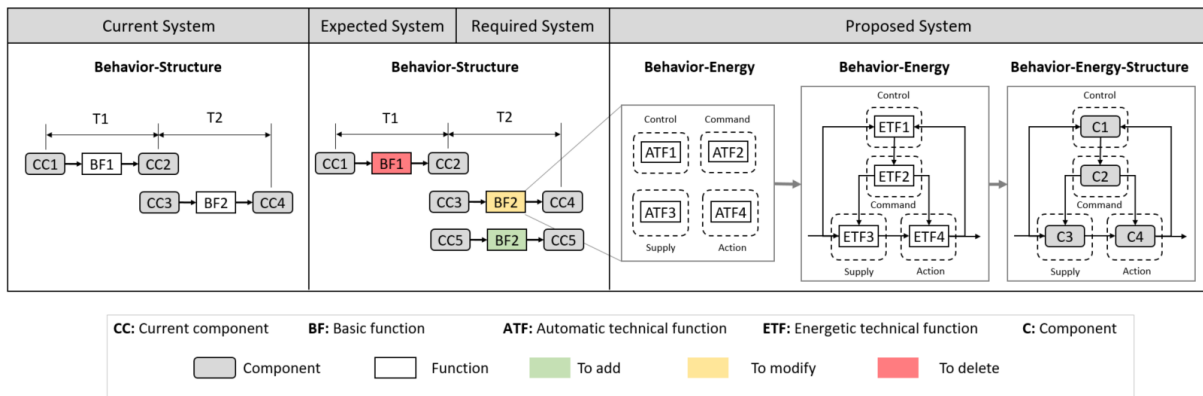 Current System
Expected System
Required System
Proposed System
Behavior-Structure
Behavior-Structure
Behavior-Energy
Behavior-Energy
Behavior-Energy-Structure
T1
T2
CC1
BF1
CC2
CC3
BF2
CC4
T1
T2
CC1
BF1
CC2
CC3
BF2
CC4
CC5
BF2
CC5
Control
Command
ATF1
ATF2
ATF3
ATF4
Supply
Action
Control
ETF1
ETF2
Command
ETF3
ETF4
Supply
Action
Control
C1
C2
Command
C3
C4
Supply
Action
CC: Current component BF: Basic function ATF: Automatic technical function ETF: Energetic technical function C: Component
Component Function To add To modify To delete